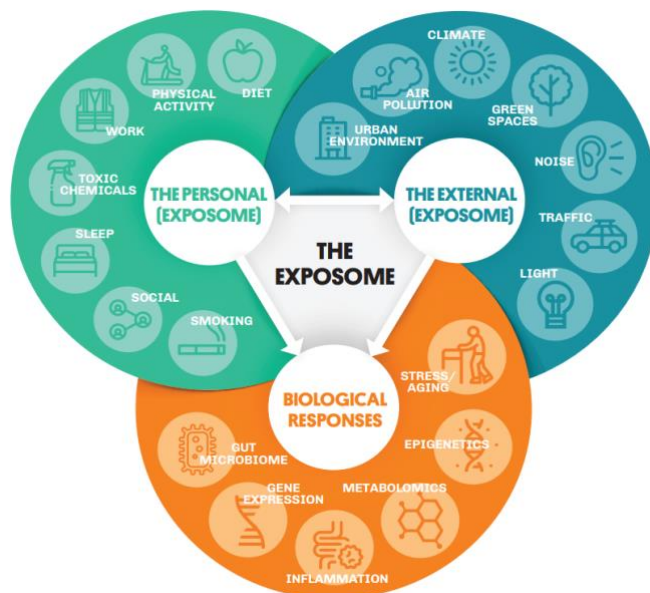 CLIMATE
AIR
POLLUTION
GREEN
SPACES
URBAN
ENVIRONMENT
NOISE
TRAFFIC
LIGHT
THE EXTERNAL
(EXPOSOME)
DIET
PHYSICAL
ACTIVITY
WORK
TOXIC
CHEMICALS
SLEEP
SOCIAL
SMOKING
THE PERSONAL
(EXPOSOME)
THE
EXPOSOME
BIOLOGICAL
RESPONSES
STRESS/
AGING
EPIGENETICS
METABOLOMICS
INFLAMMATION
GENE
EXPRESSION
GUT
MICROBIOME